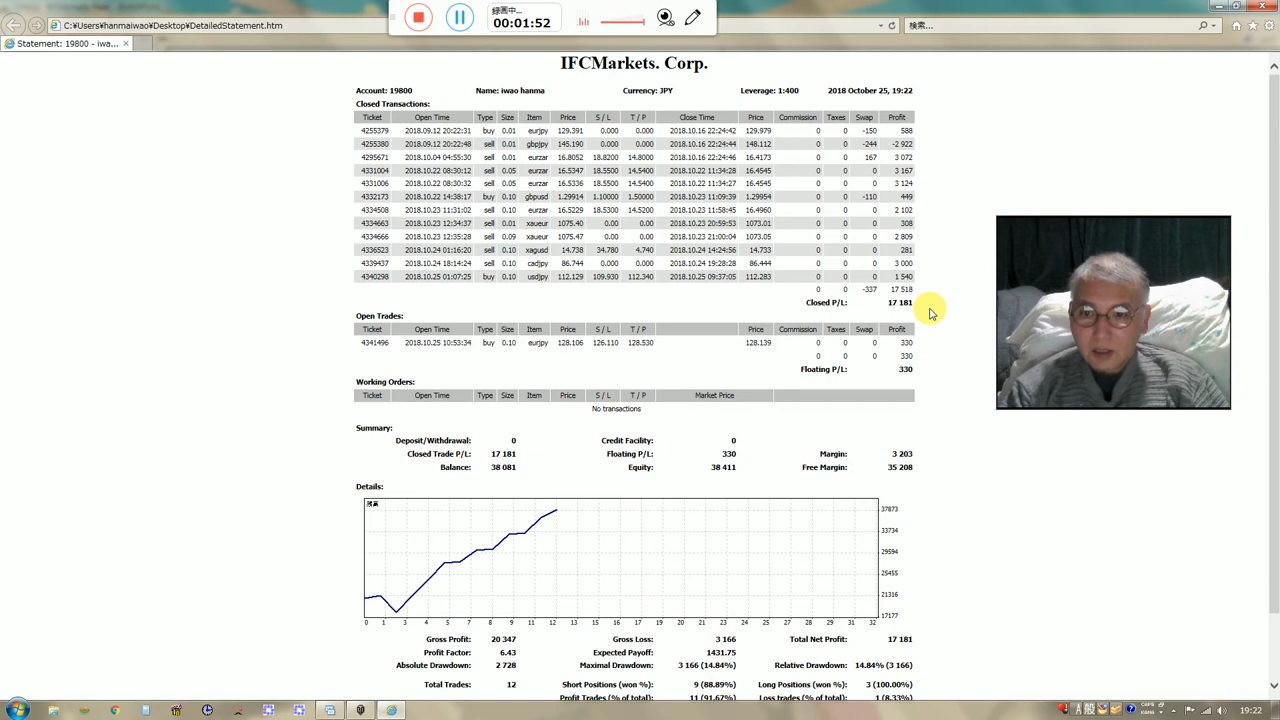 録画中...
00:01:52
C:¥Users¥hanmaiwao¥Desktop¥DetailedStatement.htm
検索...
Statement: 19800 - iwa...
IFCMarkets. Corp.
Account: 19800 Name: iwao hanma Currency: JPY Leverage: 1:400 2018 October 25, 19:22
Closed Transactions:
Ticket Open Time Type Size Item Price S / L T / P Close Time Price Commission Taxes Swap Profit
4255379 2018.09.12 20:22:31 buy 0.01 eurjpy 129.391 0.000 0.000 2018.10.16 22:24:42 129.979 0 0 -150 588
4255380 2018.09.12 20:22:48 sell 0.01 gbpjpy 145.190 0.000 0.000 2018.10.16 22:24:44 148.112 0 0 -244 -2 922
4295671 2018.10.04 04:55:30 sell 0.01 eurzar 16.8052 18.8200 14.8000 2018.10.16 22:24:46 16.4173 0 0 167 3 072
4331004 2018.10.22 08:30:12 sell 0.05 eurzar 16.5347 18.5500 14.5400 2018.10.22 11:34:28 16.4545 0 0 0 3 167
4331006 2018.10.22 08:30:32 sell 0.05 eurzar 16.5336 18.5500 14.5400 2018.10.22 11:34:27 16.4545 0 0 0 3 124
4332173 2018.10.22 14:38:17 buy 0.10 gbpusd 1.29914 1.10000 1.50000 2018.10.23 11:09:39 1.29954 0 0 -110 449
4334508 2018.10.23 11:31:02 sell 0.10 eurzar 16.5229 18.5300 14.5200 2018.10.23 11:58:45 16.4960 0 0 0 2 102
4334663 2018.10.23 12:34:37 sell 0.01 xaueur 1075.40 0.00 0.00 2018.10.23 20:59:53 1073.01 0 0 0 308
4334666 2018.10.23 12:35:28 sell 0.09 xaueur 1075.47 0.00 0.00 2018.10.23 21:00:04 1073.05 0 0 0 2 809
4336523 2018.10.24 01:16:20 sell 0.10 xagusd 14.738 34.780 4.740 2018.10.24 14:24:56 14.733 0 0 0 281
4339437 2018.10.24 18:14:24 sell 0.10 cadjpy 86.744 0.000 0.000 2018.10.24 19:28:28 86.444 0 0 0 3 000
4340298 2018.10.25 01:07:25 buy 0.10 usdjpy 112.129 109.930 112.340 2018.10.25 09:37:05 112.283 0 0 0 1 540
0 0 -337 17 518
Closed P/L: 17 181
Open Trades:
Ticket Open Time Type Size Item Price S / L T / P Price Commission Taxes Swap Profit
4341496 2018.10.25 10:53:34 buy 0.10 eurjpy 128.106 126.110 128.530 128.139 0 0 0 330
0 0 0 330
Floating P/L: 330
Working Orders:
Ticket Open Time Type Size Item Price S / L T / P Market Price
No transactions
Summary:
Deposit/Withdrawal: 0 Credit Facility: 0
Closed Trade P/L: 17 181 Floating P/L: 330 Margin: 3 203
Balance: 38 081 Equity: 38 411 Free Margin: 35 208
Details:
残高
37873
33734
29594
25455
21316
17177
0 1 2 3 4 5 6 7 8 9 10 11 12 13 14 15 16 17 18 19 20 21 22 23 24 25 26 27 28 29 30 31 32
Gross Profit: 20 347 Gross Loss: 3 166 Total Net Profit: 17 181
Profit Factor: 6.43 Expected Payoff: 1431.75
Absolute Drawdown: 2 728 Maximal Drawdown: 3 166 (14.84%) Relative Drawdown: 14.84% (3 166)
Total Trades: 12 Short Positions (won %): 9 (88.89%) Long Positions (won %): 3 (100.00%)
Profit Trades (% of total): 11 (91.67%) Loss trades (% of total): 1 (8.33%)
19:22